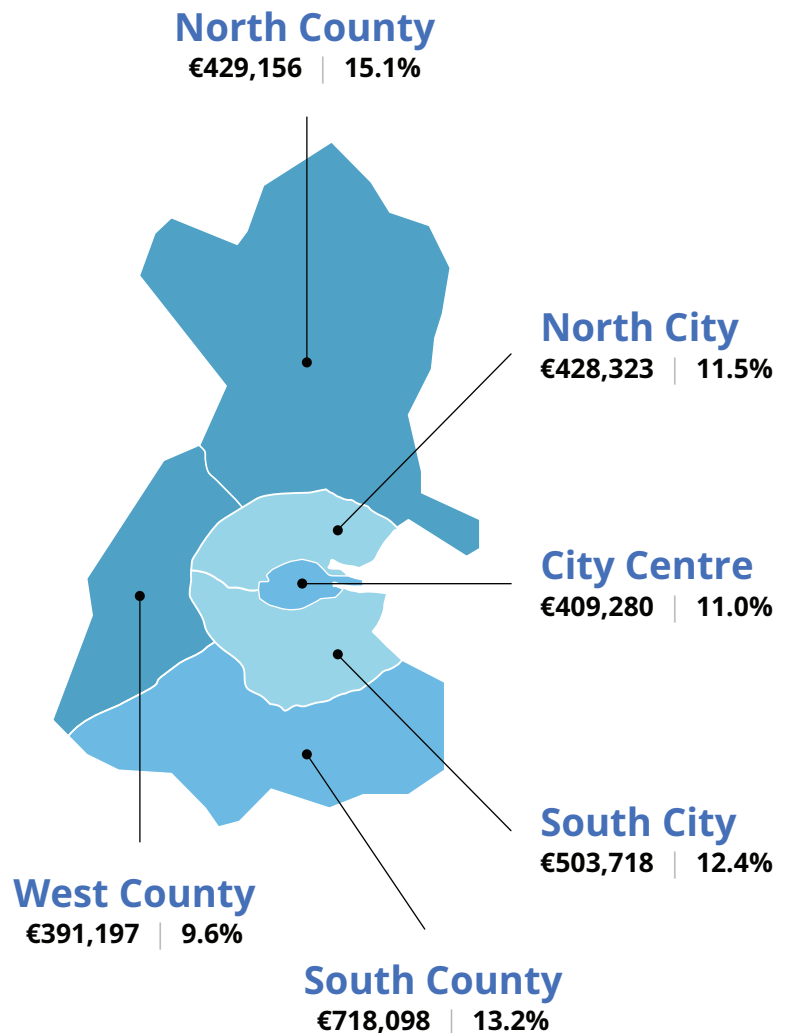 North County
€429,156 | 15.1%
North City
€428,323 | 11.5%
City Centre
€409,280 | 11.0%
South City
€503,718 | 12.4%
West County
€391,197 | 9.6%
South County
€718,098 | 13.2%